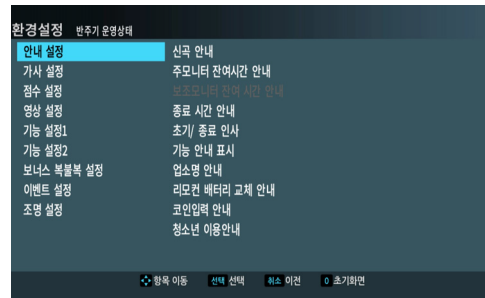 환경설정 반주기 운영상태
안내 설정
가사 설정
점수 설정
영상 설정
기능 설정1
기능 설정2
보너스 복불복 설정
이벤트 설정
조명 설정
신곡 안내
주모니터 잔여시간 안내
보조모니터 잔여 시간 안내
종료 시간 안내
초기/ 종료 인사
기능 안내 표시
업소명 안내
리모컨 배터리 교체 안내
코인입력 안내
청소년 이용안내
항목 이동 선택 선택 취소 이전 0 초기화면